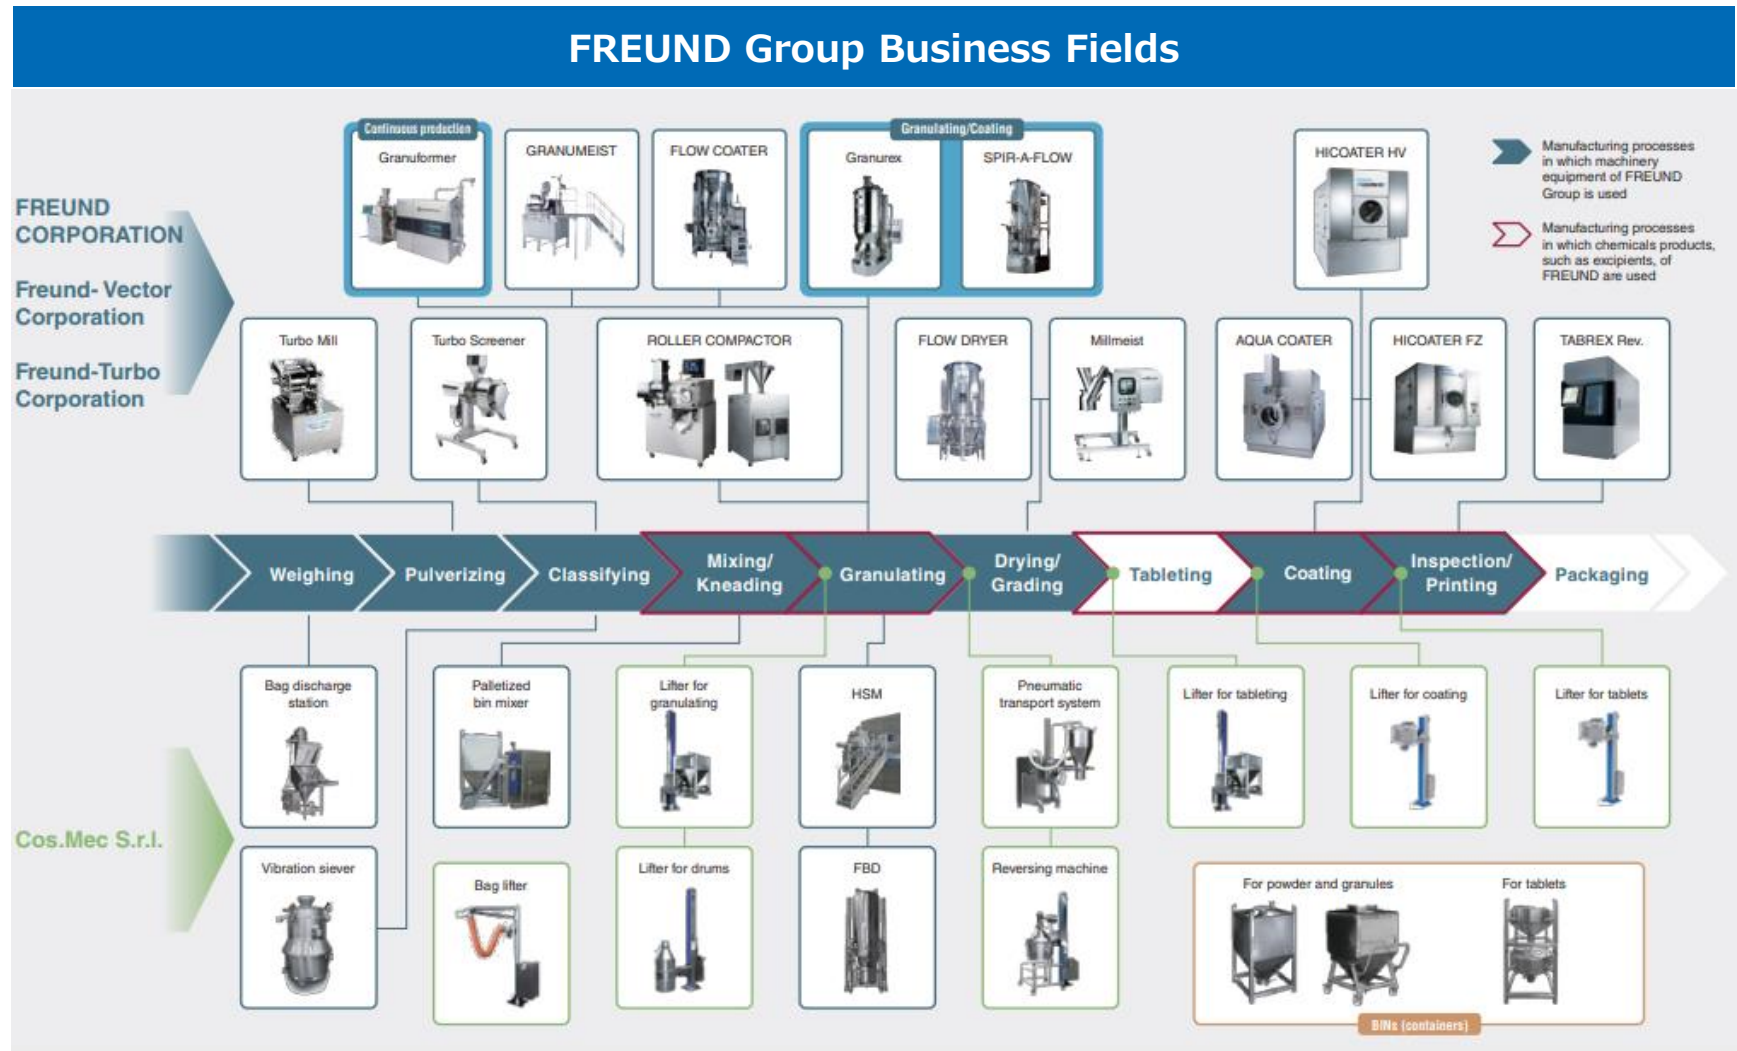 FREUND Group Business Fields
Continuous production
Granuformer
GRANUMEIST
FLOW COATER
Granulating/Coating
Granurex
SPIR-A-FLOW
HICOATER HV
Manufacturing processes
in which machinery
equipment of FREUND
Group is used
Manufacturing processes
in which chemicals products,
such as excipients, of
FREUND are used
FREUND
CORPORATION
Freund- Vector
Corporation
Freund-Turbo
Corporation
Turbo Mill
Turbo Screener
ROLLER COMPACTOR
FLOW DRYER
Millmeist
AQUA COATER
HICOATER FZ
TABREX Rev.
Weighing
Pulverizing
Classifying
Mixing/
Kneading
Granulating
Drying/
Grading
Tableting
Coating
Inspection/
Printing
Packaging
Cos.Mec S.r.l.
Bag discharge
station
Palletized
bin mixer
Lifter for
granulating
HSM
Pneumatic
transport system
Lifter for tableting
Lifter for coating
Lifter for tablets
Vibration siever
Bag lifter
Lifter for drums
FBD
Reversing machine
For powder and granules
For tablets
BINs (containers)